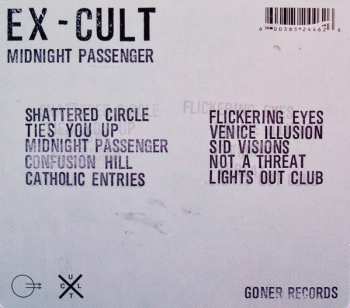 EX-CULT
MIDNIGHT PASSENGER
SHATTERED CIRCLE
TIES YOU UP
MIDNIGHT PASSENGER
CONFUSION HILL
CATHOLIC ENTRIES
FLICKERING EYES
VENICE ILLUSION
SID VISIONS
NOT A THREAT
LIGHTS OUT CLUB
U
C L
T
GONER RECORDS